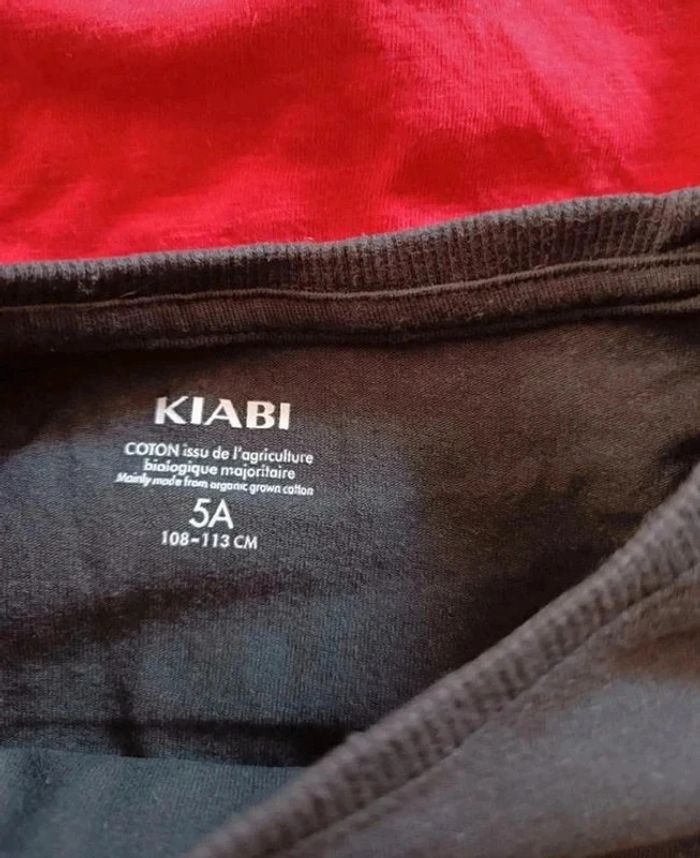 KIABI
COTON issu de l'agriculture
biologique majoritaire
Mainly made from organic grown cotton
5A
108-113 CM